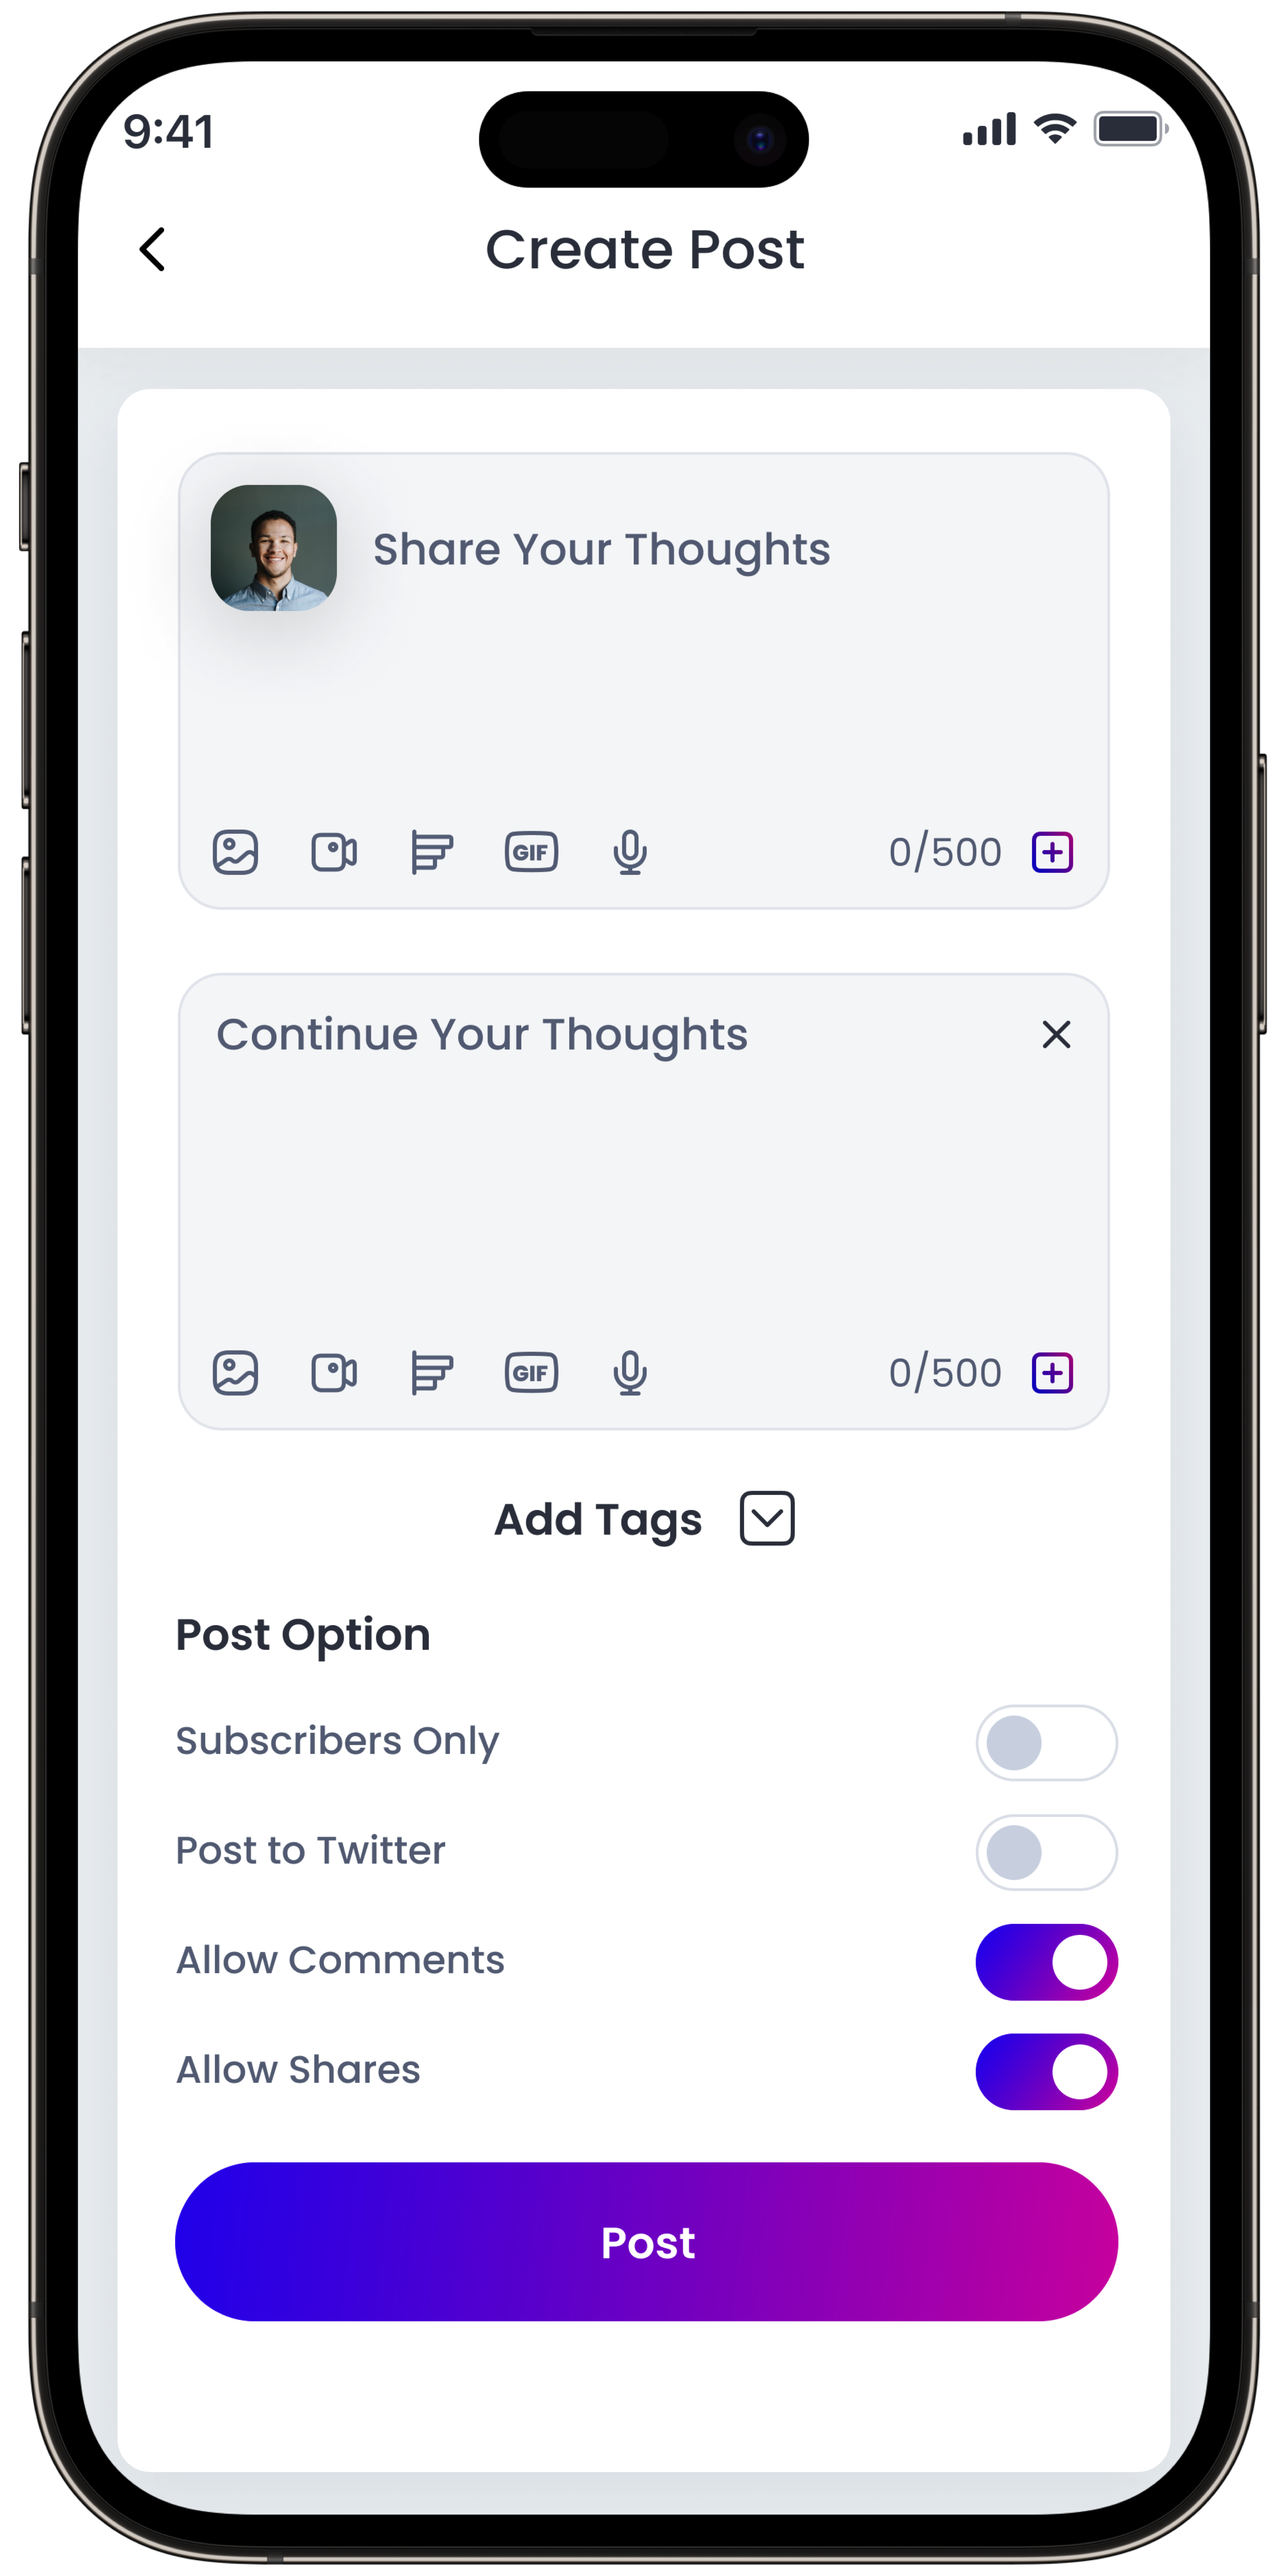 9:41
Create Post
Share Your Thoughts
GIF 0/500
Continue Your Thoughts
GIF 0/500
Add Tags
Post Option
Subscribers Only
Post to Twitter
Allow Comments
Allow Shares
Post